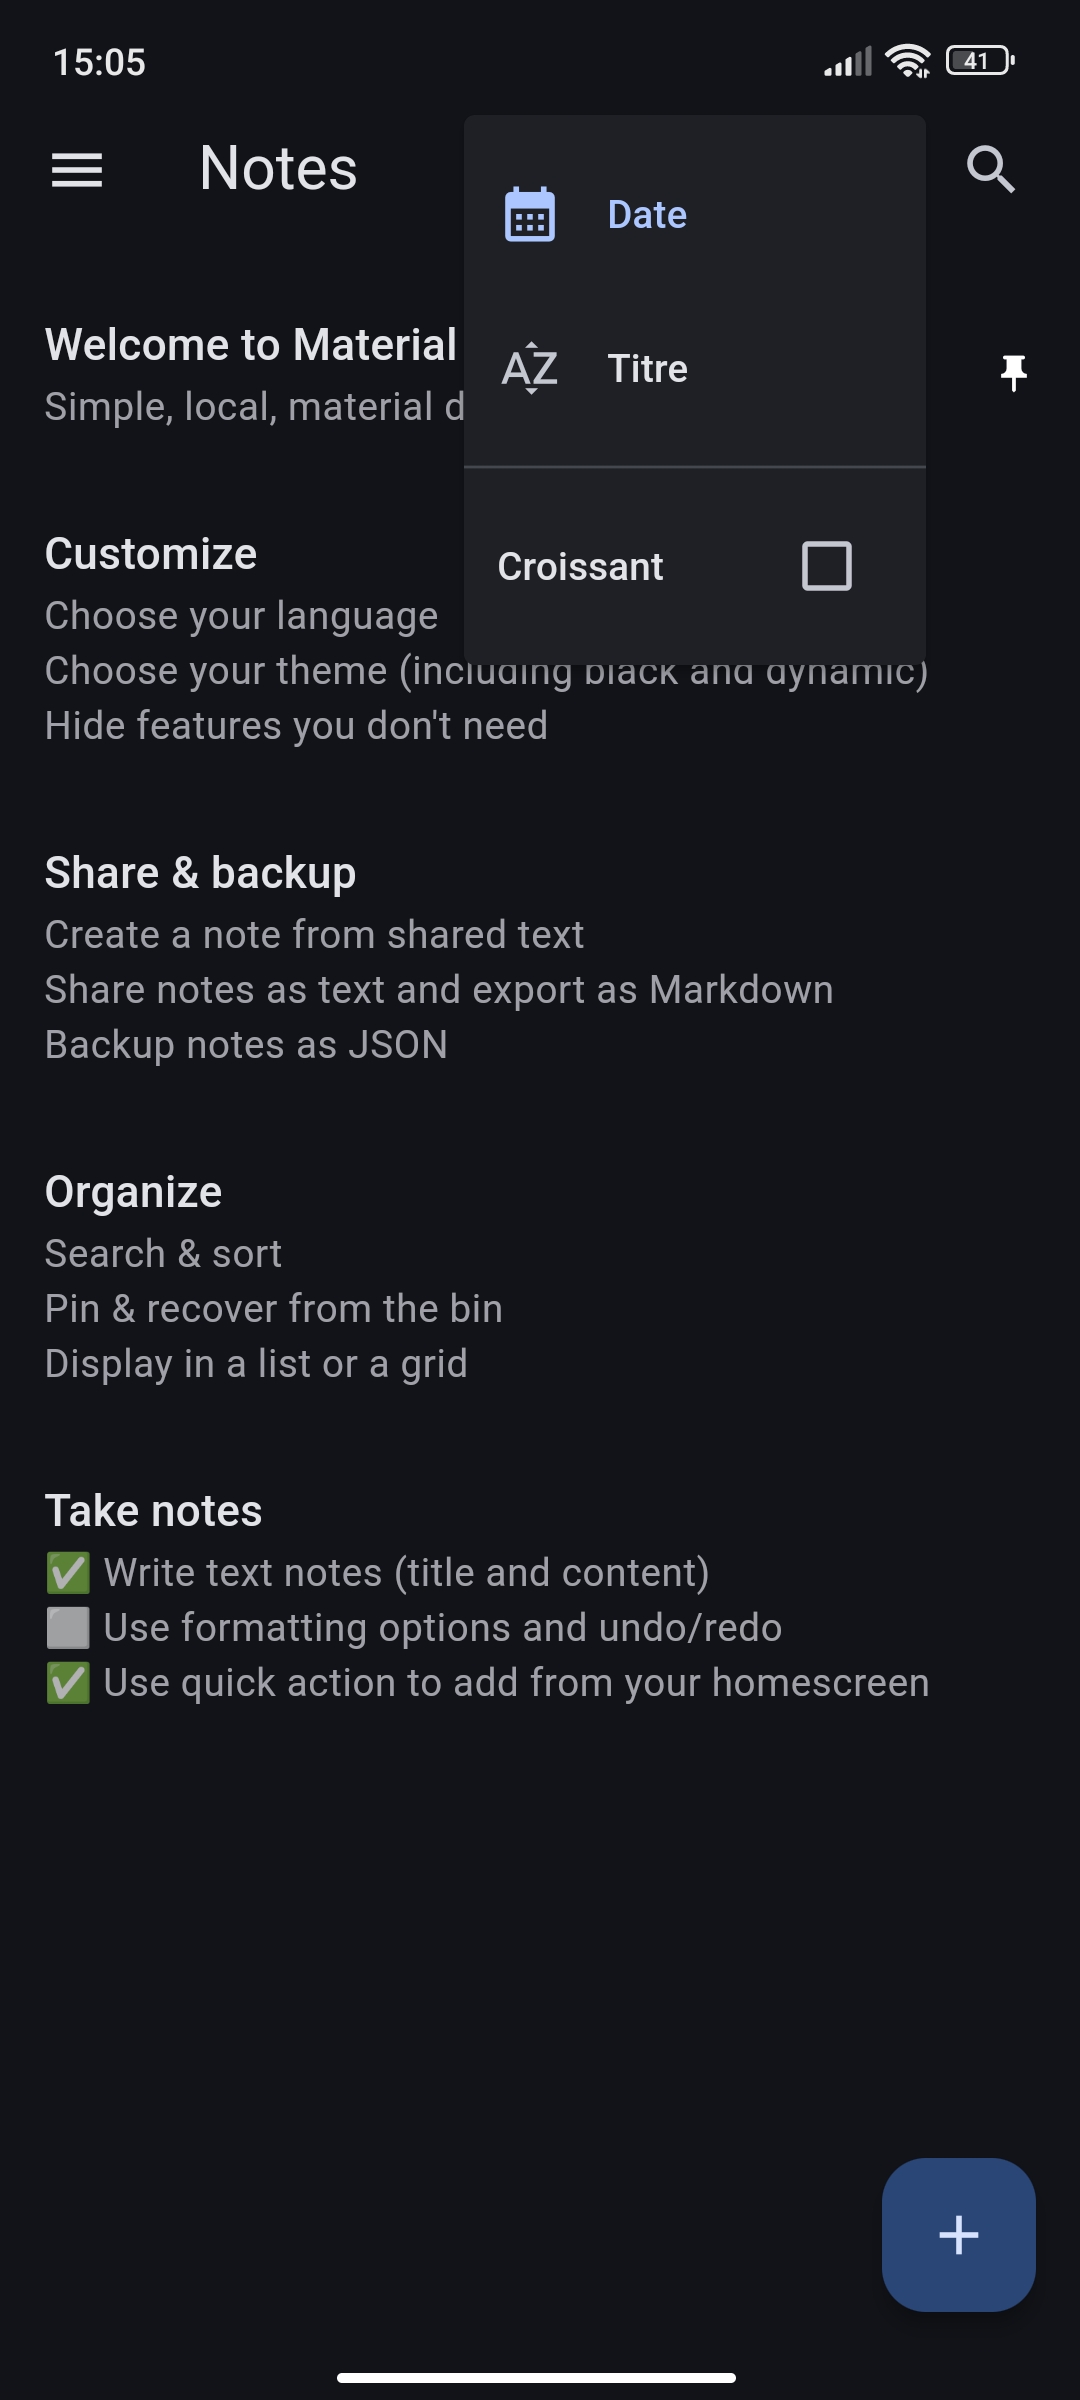 15:05
41
Notes
Date
AZ
Titre
Croissant
Welcome to Material
Simple, local, material d
Customize
Choose your language
Choose your theme (including black and dynamic)
Hide features you don't need
Share & backup
Create a note from shared text
Share notes as text and export as Markdown
Backup notes as JSON
Organize
Search & sort
Pin & recover from the bin
Display in a list or a grid
Take notes
✅ Write text notes (title and content)
⬜ Use formatting options and undo/redo
✅ Use quick action to add from your homescreen